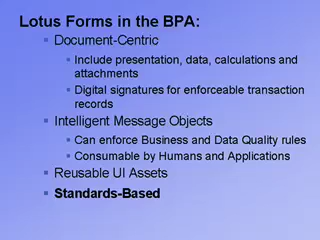 Lotus Forms in the BPA:
Document-Centric
Include presentation, data, calculations and
attachments
Digital signatures for enforceable transaction
records
Intelligent Message Objects
Can enforce Business and Data Quality rules
Consumable by Humans and Applications
Reusable UI Assets
Standards-Based